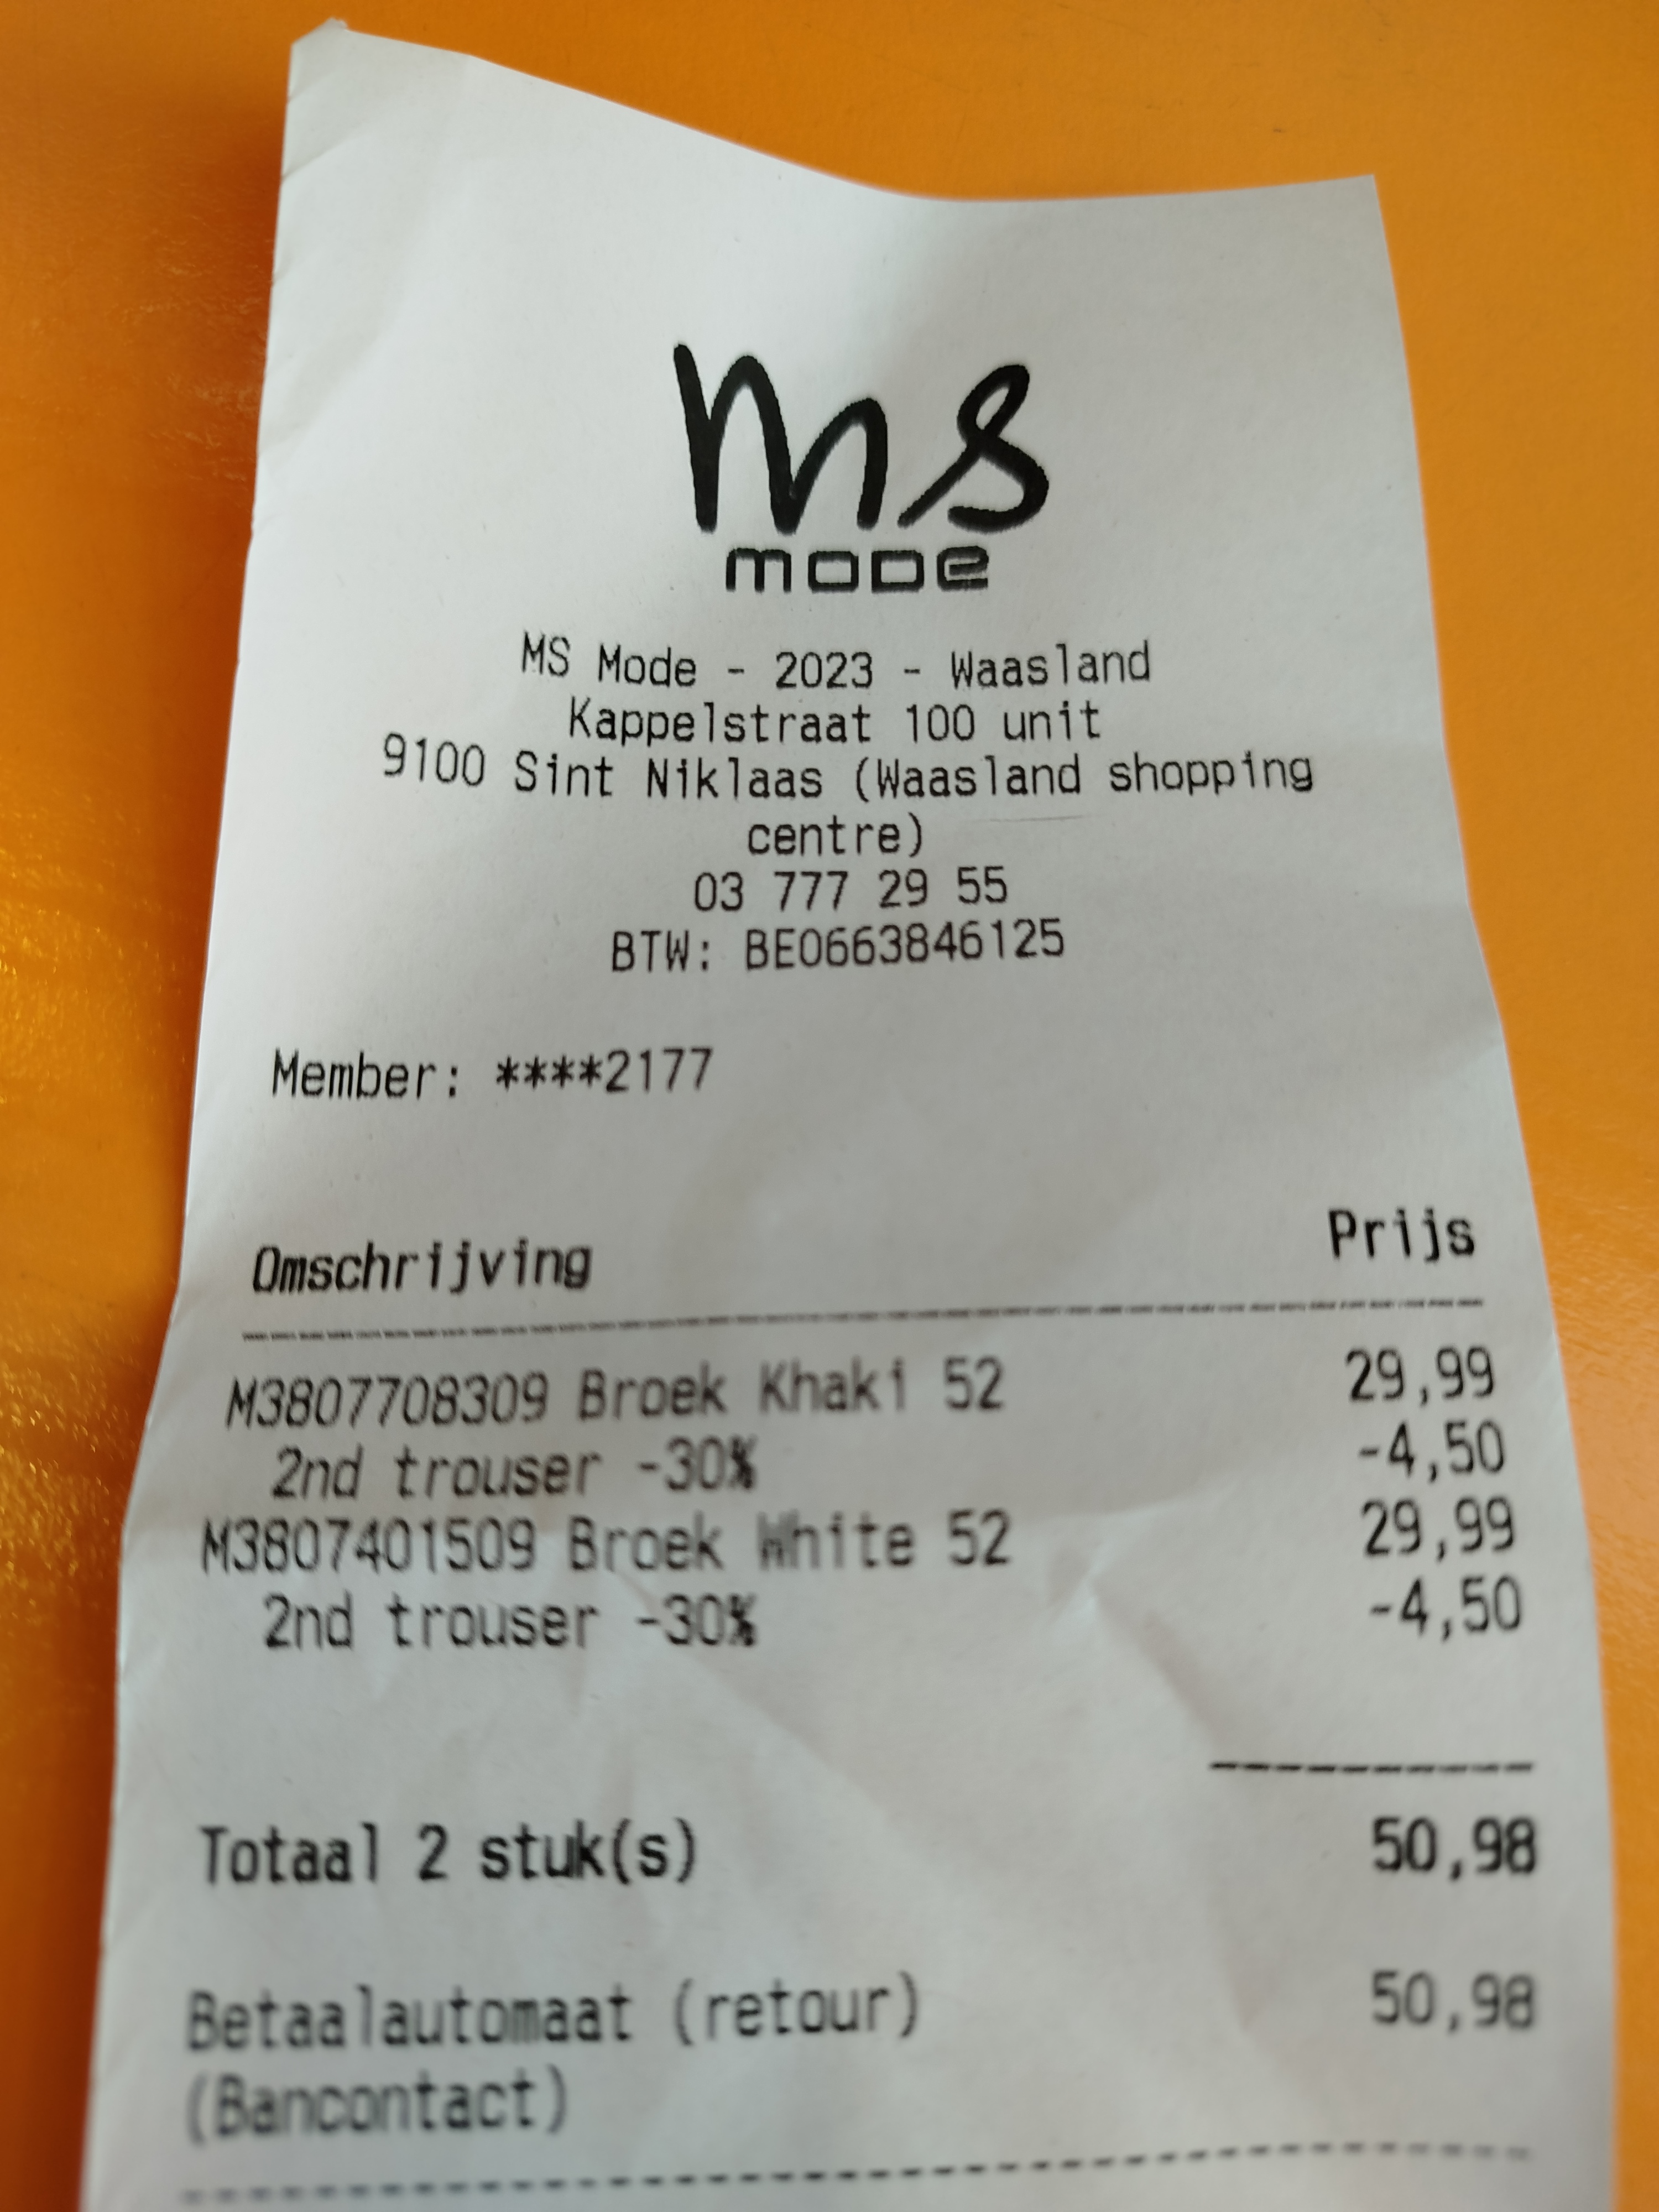 ms
mode
MS Mode - 2023 - Waasland
Kappelstraat 100 unit
9100 Sint Niklaas (Waasland shopping
centre)
03 777 29 55
BTW: BE0663846125
Member: ****2177
Omschrijving Prijs
M3807708309 Broek Khaki 52 29,99
2nd trouser -30% -4,50
M3807401509 Broek White 52 29,99
2nd trouser -30% -4,50
Totaal 2 stuk(s) 50,98
Betaalautomaat (retour) 50,98
(Bancontact)